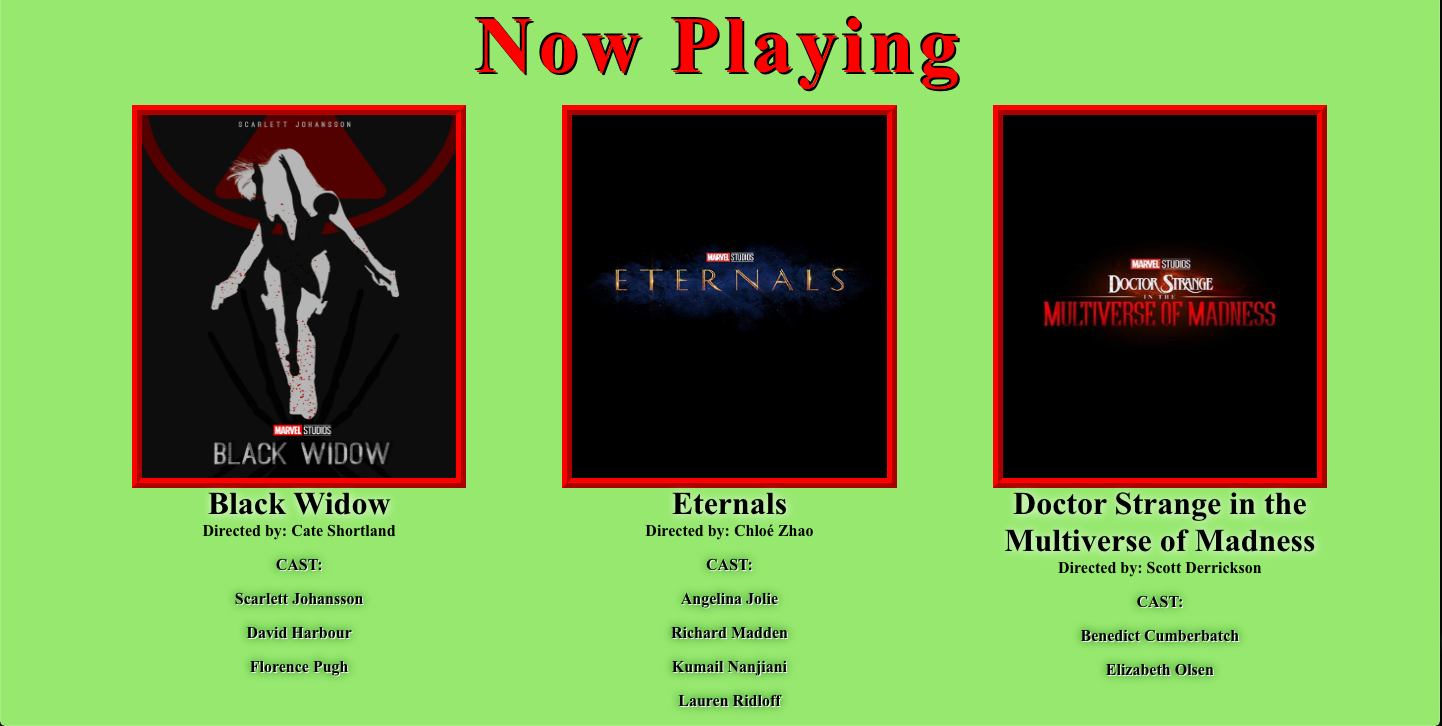 Now Playing
SCARLETT JOHANSSON
MARVEL STUDIOS
BLACK WIDOW
Black Widow
Directed by: Cate Shortland
CAST:
Scarlett Johansson
David Harbour
Florence Pugh
MARVEL STUDIOS
ETERNALS
Eternals
Directed by: Chloé Zhao
CAST:
Angelina Jolie
Richard Madden
Kumail Nanjiani
Lauren Ridloff
MARVEL STUDIOS
DOCTOR STRANGE
IN THE
MULTIVERSE OF MADNESS
Doctor Strange in the
Multiverse of Madness
Directed by: Scott Derrickson
CAST:
Benedict Cumberbatch
Elizabeth Olsen